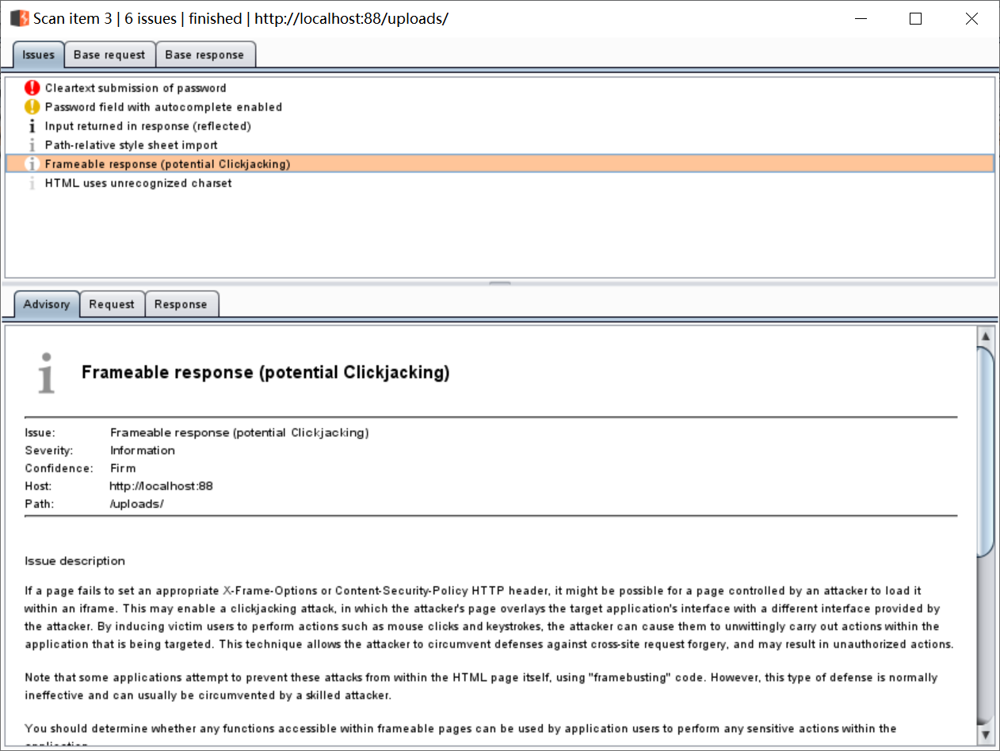 Scan item 3 | 6 issues | finished | http://localhost:88/uploads/
Issues Base request Base response
Cleartext submission of password
Password field with autocomplete enabled
Input returned in response (reflected)
Path-relative style sheet import
Frameable response (potential Clickjacking)
HTML uses unrecognized charset
Advisory Request Response
Frameable response (potential Clickjacking)
Issue: Frameable response (potential Clickjacking)
Severity: Information
Confidence: Firm
Host: http://localhost:88
Path: /uploads/
Issue description
If a page fails to set an appropriate X-Frame-Options or Content-Security-Policy HTTP header, it might be possible for a page controlled by an attacker to load it
within an iframe. This may enable a clickjacking attack, in which the attacker's page overlays the target application's interface with a different interface provided by
the attacker. By inducing victim users to perform actions such as mouse clicks and keystrokes, the attacker can cause them to unwittingly carry out actions within the
application that is being targeted. This technique allows the attacker to circumvent defenses against cross-site request forgery, and may result in unauthorized actions.
Note that some applications attempt to prevent these attacks from within the HTML page itself, using "framebusting" code. However, this type of defense is normally
ineffective and can usually be circumvented by a skilled attacker.
You should determine whether any functions accessible within frameable pages can be used by application users to perform any sensitive actions within the
application.